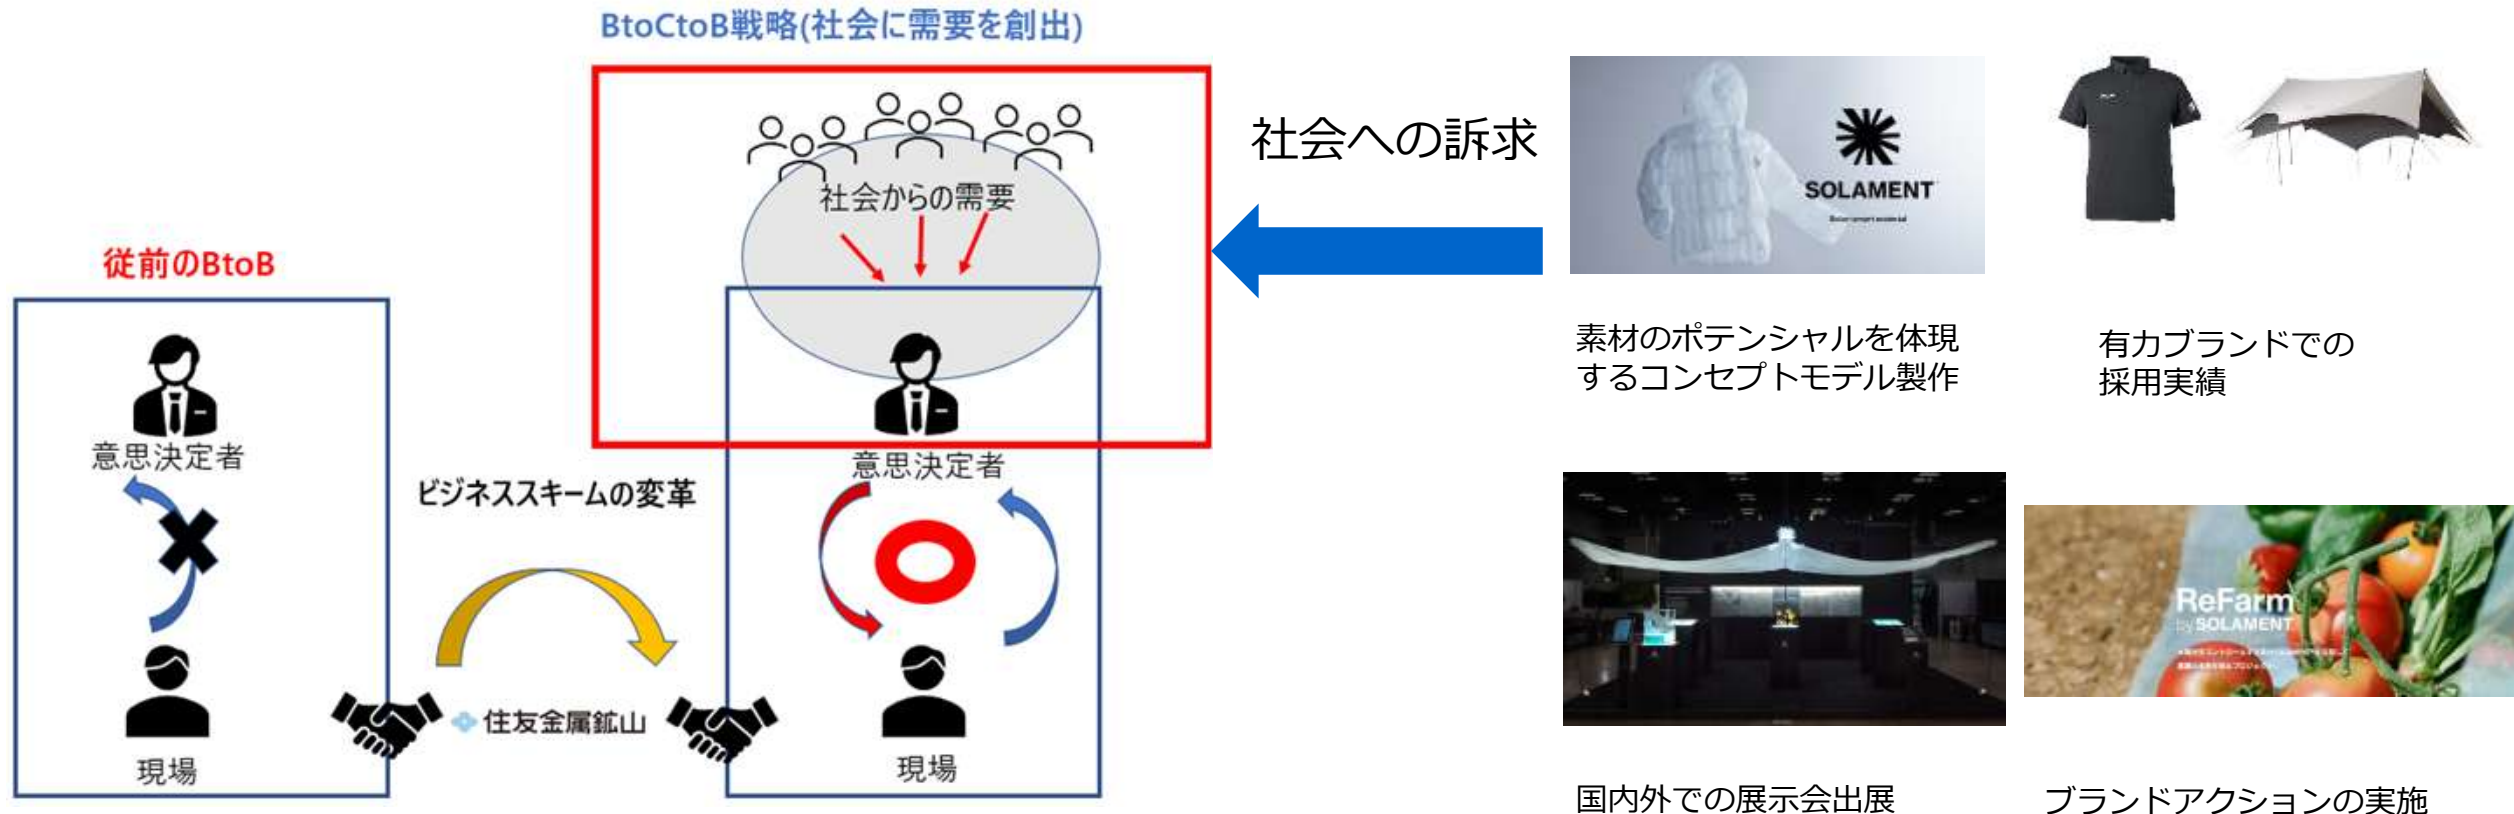 BtoCtoB戦略(社会に需要を創出)
従前のBtoB
意思決定者
現場
ビジネススキームの変革
住友金属鉱山
社会からの需要
意思決定者
現場
社会への訴求
SOLAMENT
素材のポテンシャルを体現
するコンセプトモデル製作
有力ブランドでの
採用実績
国内外での展示会出展
ReFarm
by SOLAMENT
ブランドアクションの実施